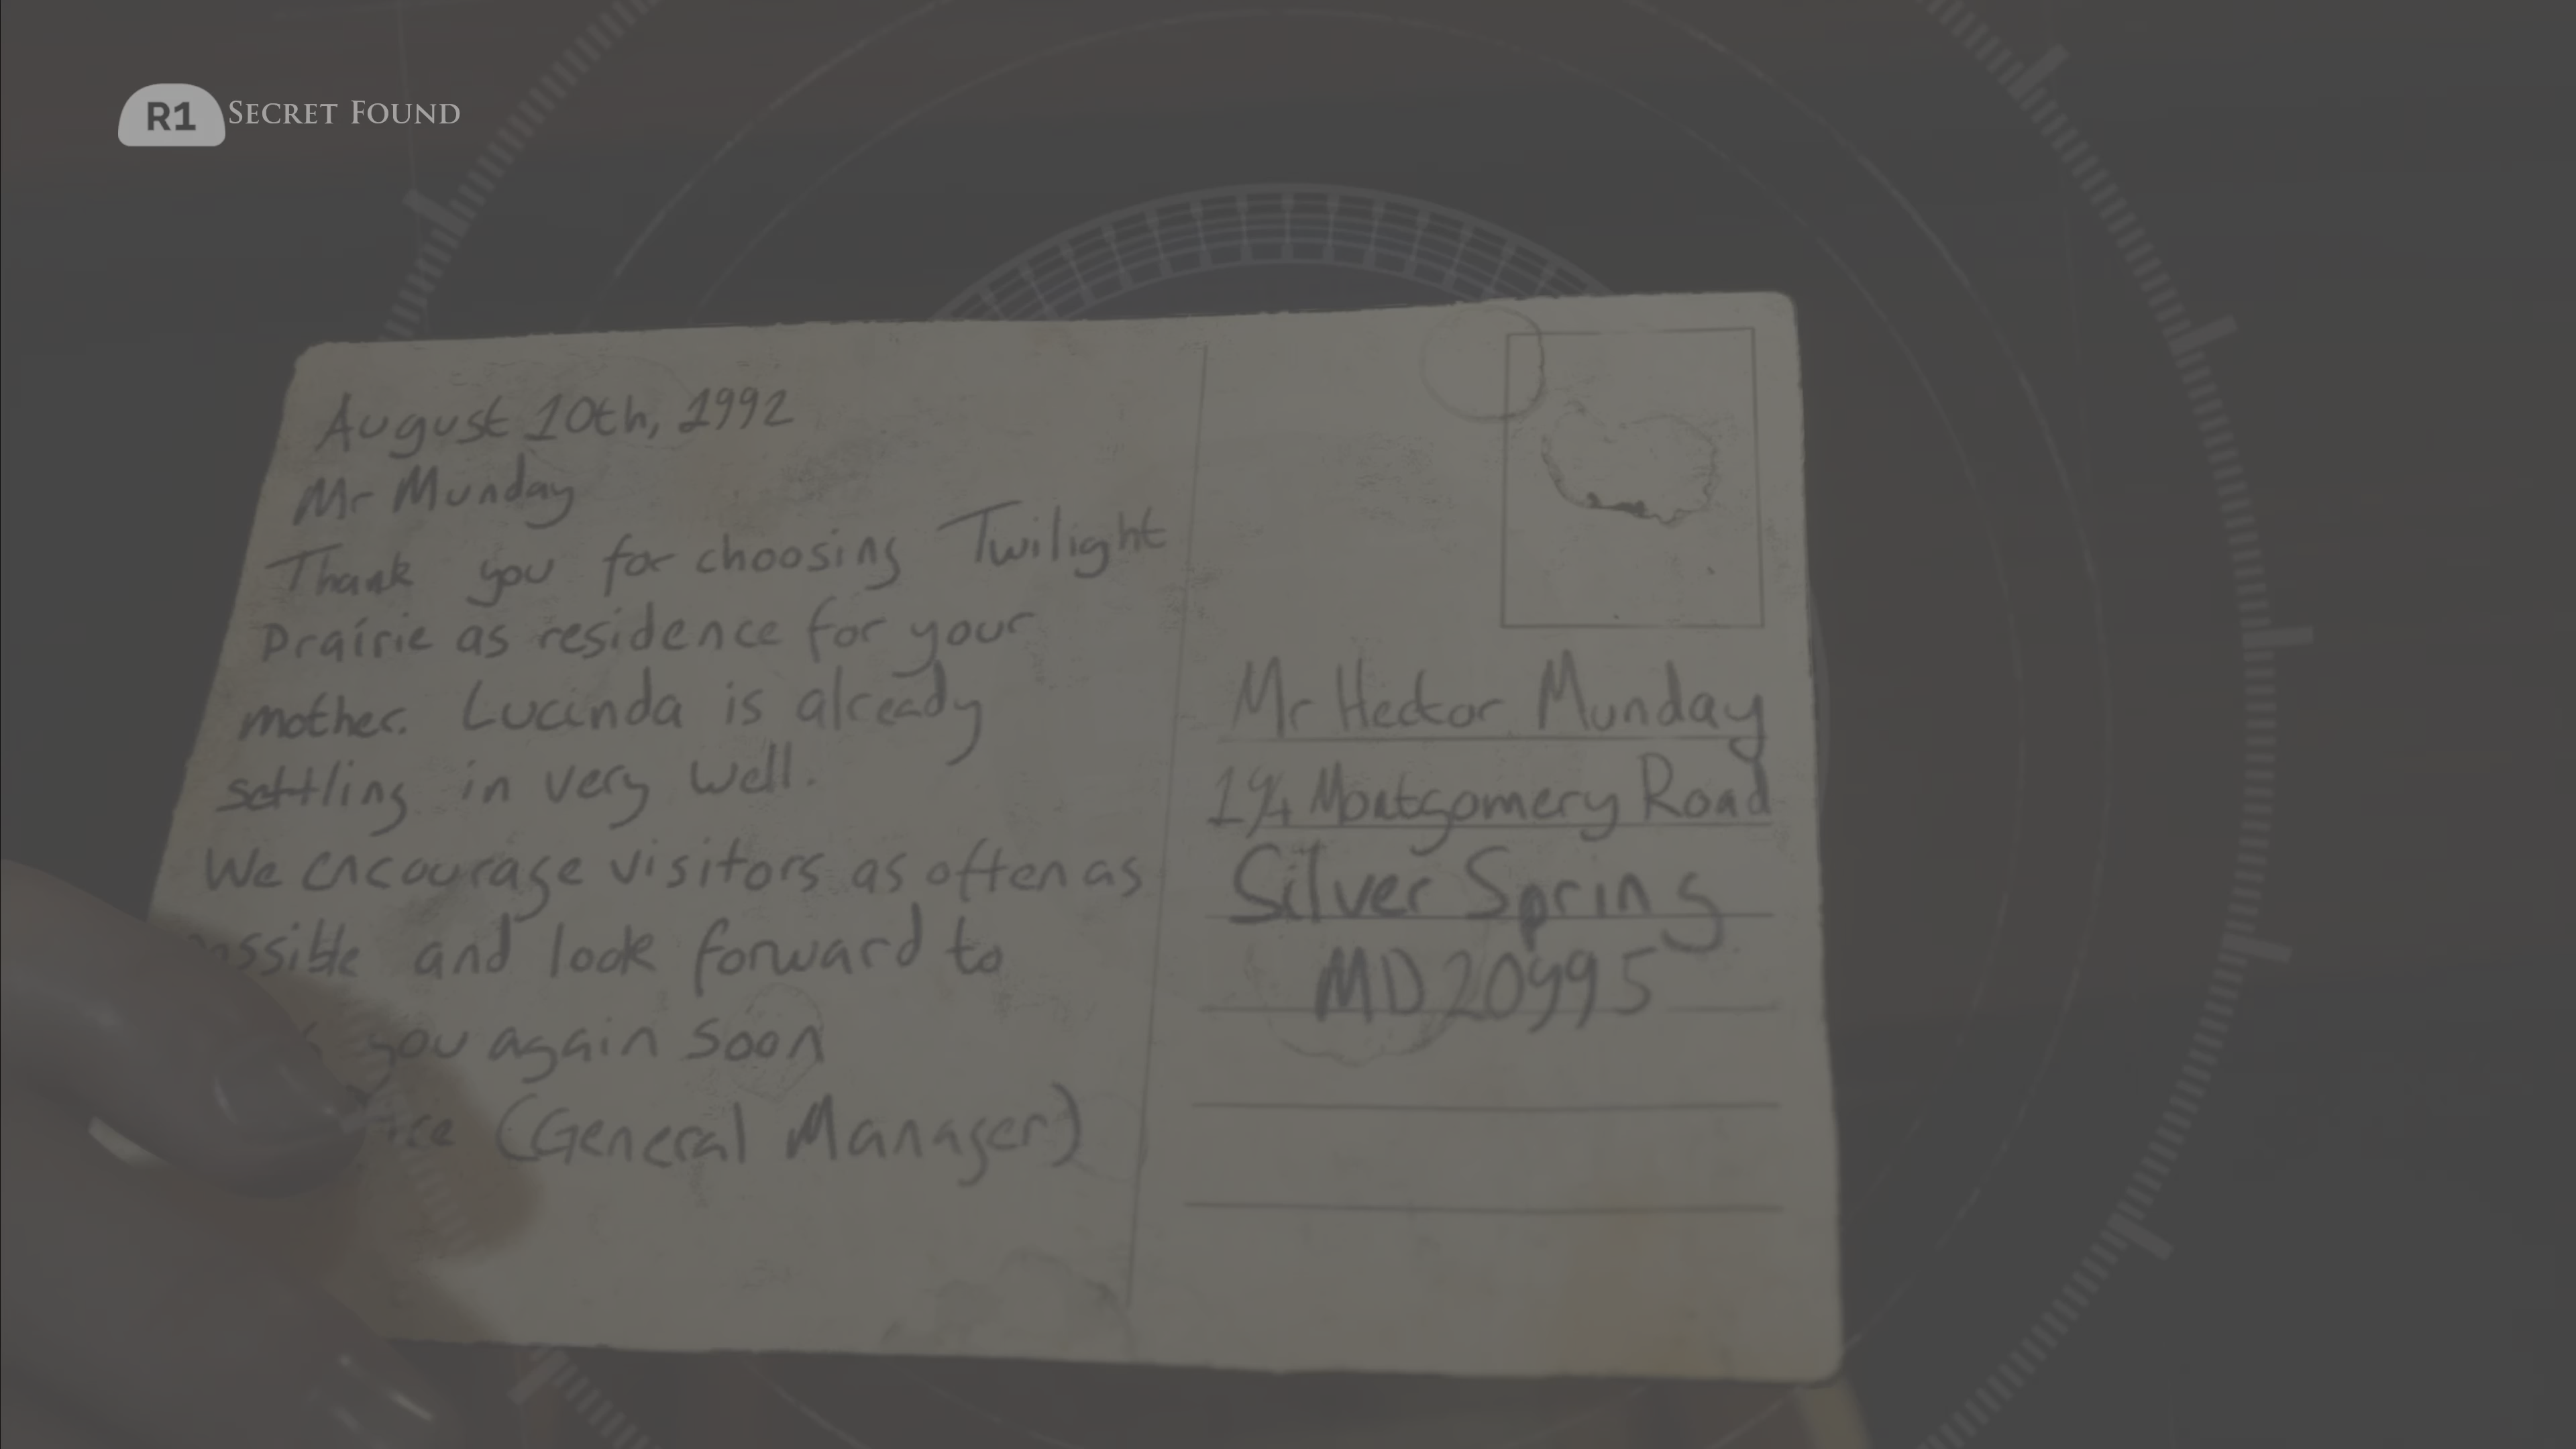 R1 Secret Found
August 10th, 1992
Mr Munday
Thank you for choosing Twilight
Prairie as residence for your
mother. Lucinda is already
settling in very well.
We encourage visitors as often as
and look forward to
you again soon
(General Manager)
Mr Hector Munday
Montgomery Road
Silver Spring
MD 20995